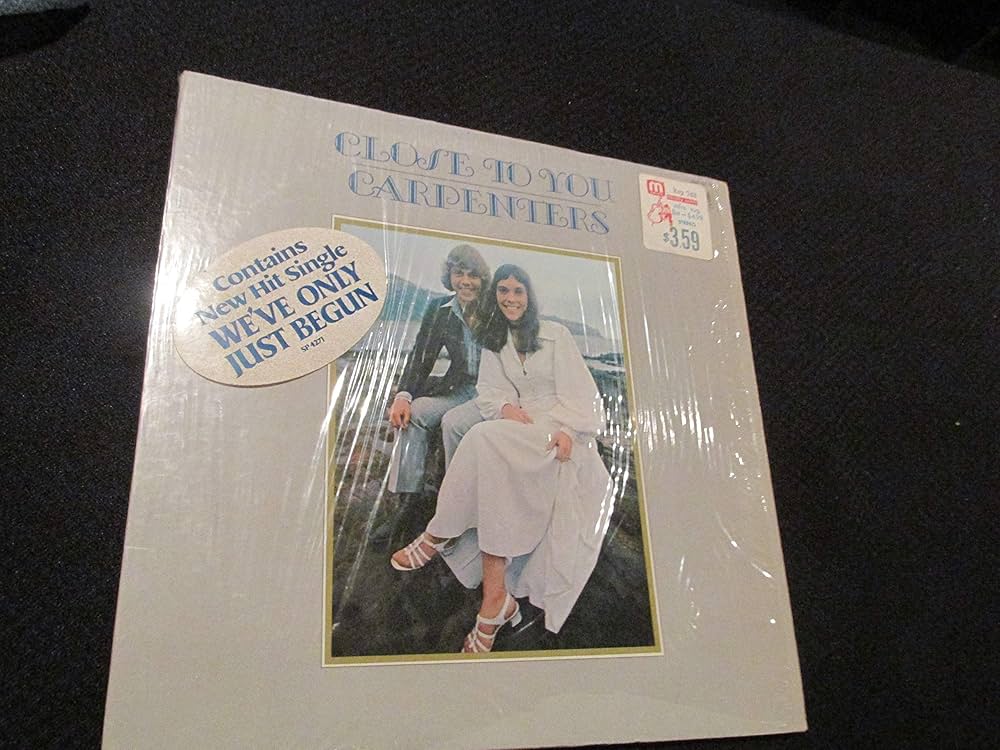 CLOSE TO YOU
CARPENTERS
Contains
New Hit Single
WE'VE ONLY
JUST BEGUN
SP 4271
$3.59